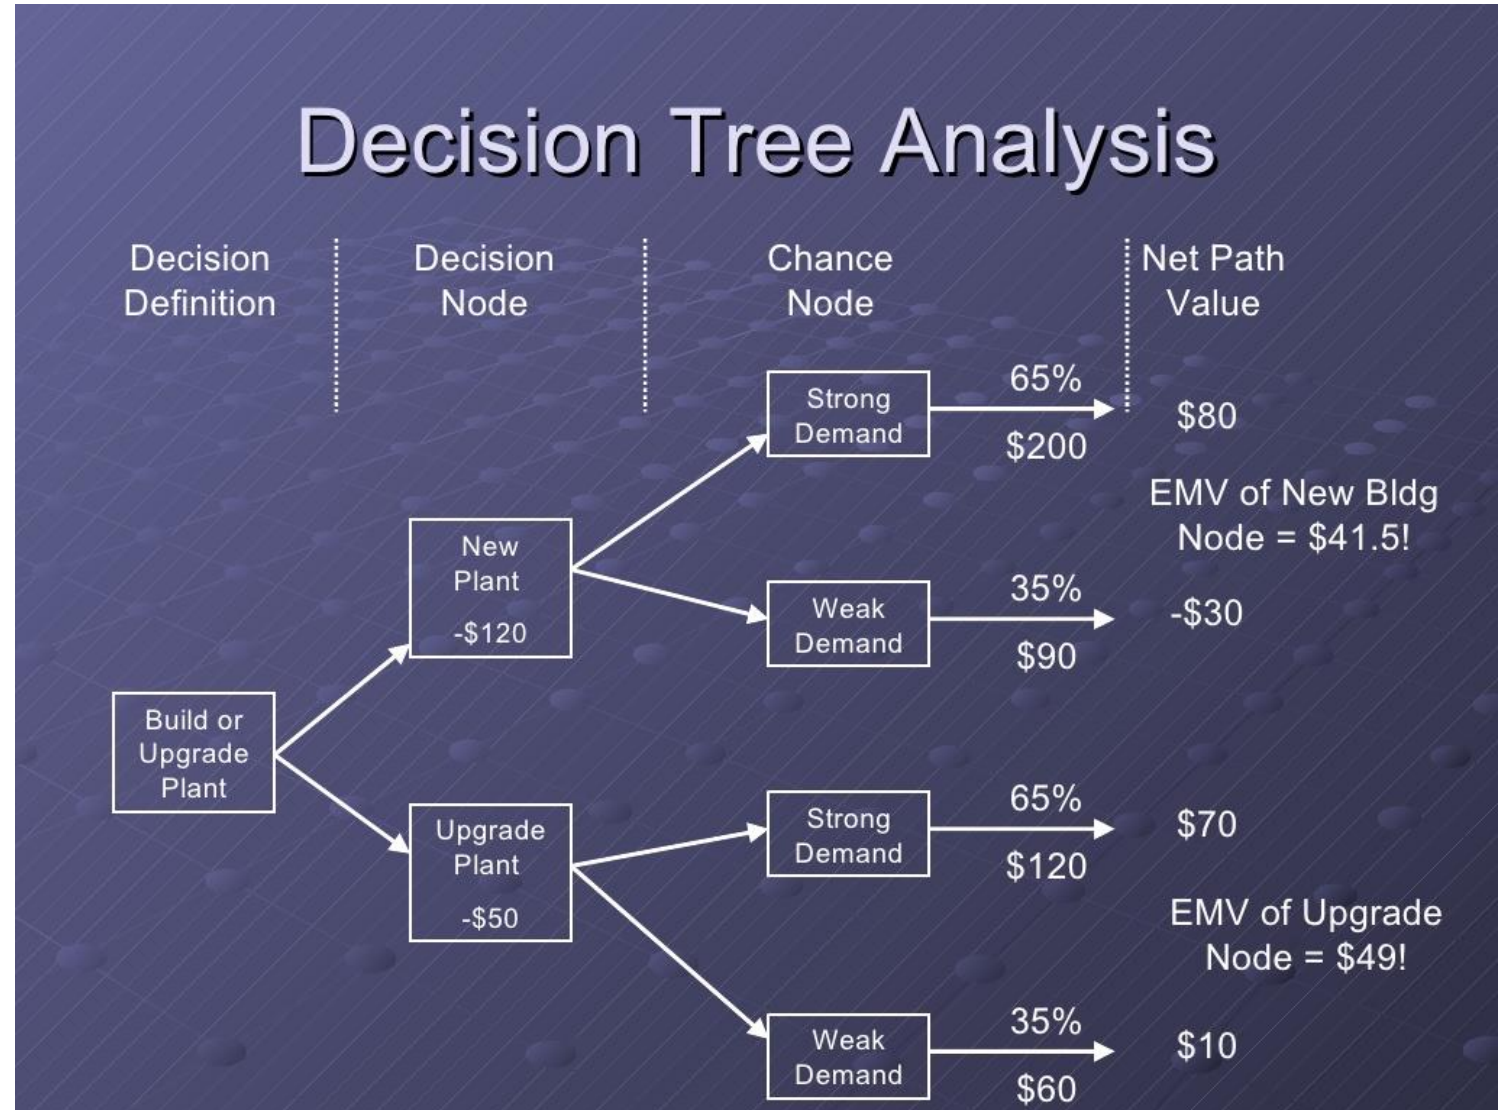 Decision Tree Analysis
Decision
Definition
Decision
Node
Chance
Node
Net Path
Value
Strong
Demand
65%
$200
$80
EMV of New Bldg
Node = $41.5!
New
Plant
-$120
Weak
Demand
35%
$90
-$30
Build or
Upgrade
Plant
Upgrade
Plant
-$50
Strong
Demand
65%
$120
$70
EMV of Upgrade
Node = $49!
Weak
Demand
35%
$60
$10